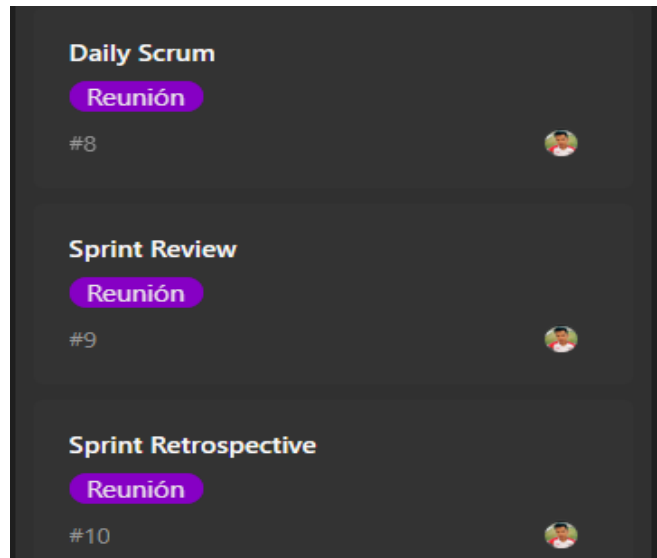 Daily Scrum
Reunión
#8
Sprint Review
Reunión
#9
Sprint Retrospective
Reunión
#10